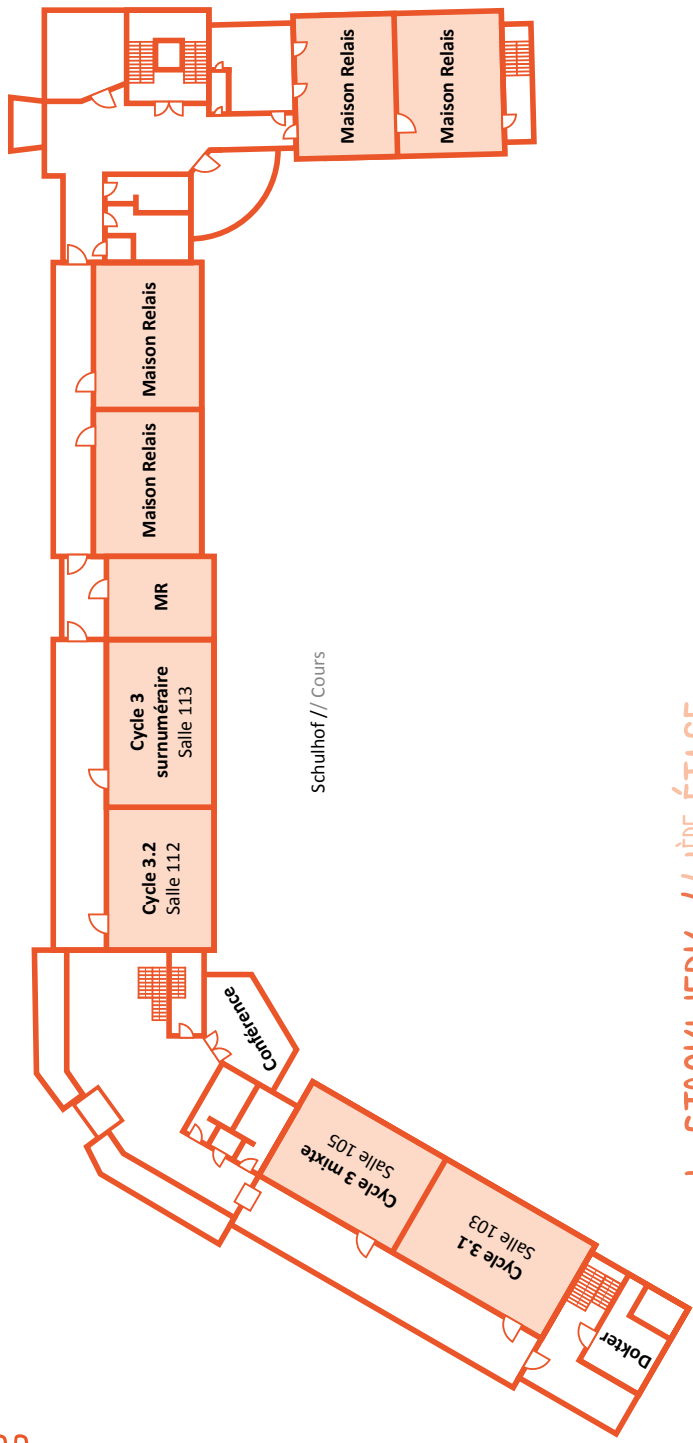 Maison Relais
Maison Relais
Maison Relais
Maison Relais
MR
Cycle 3
surnuméraire
Salle 113
Cycle 3.2
Salle 112
Schulhof // Cours
Conférence
Cycle 3 mixte
Salle 105
Cycle 3.1
Salle 103
Dokter